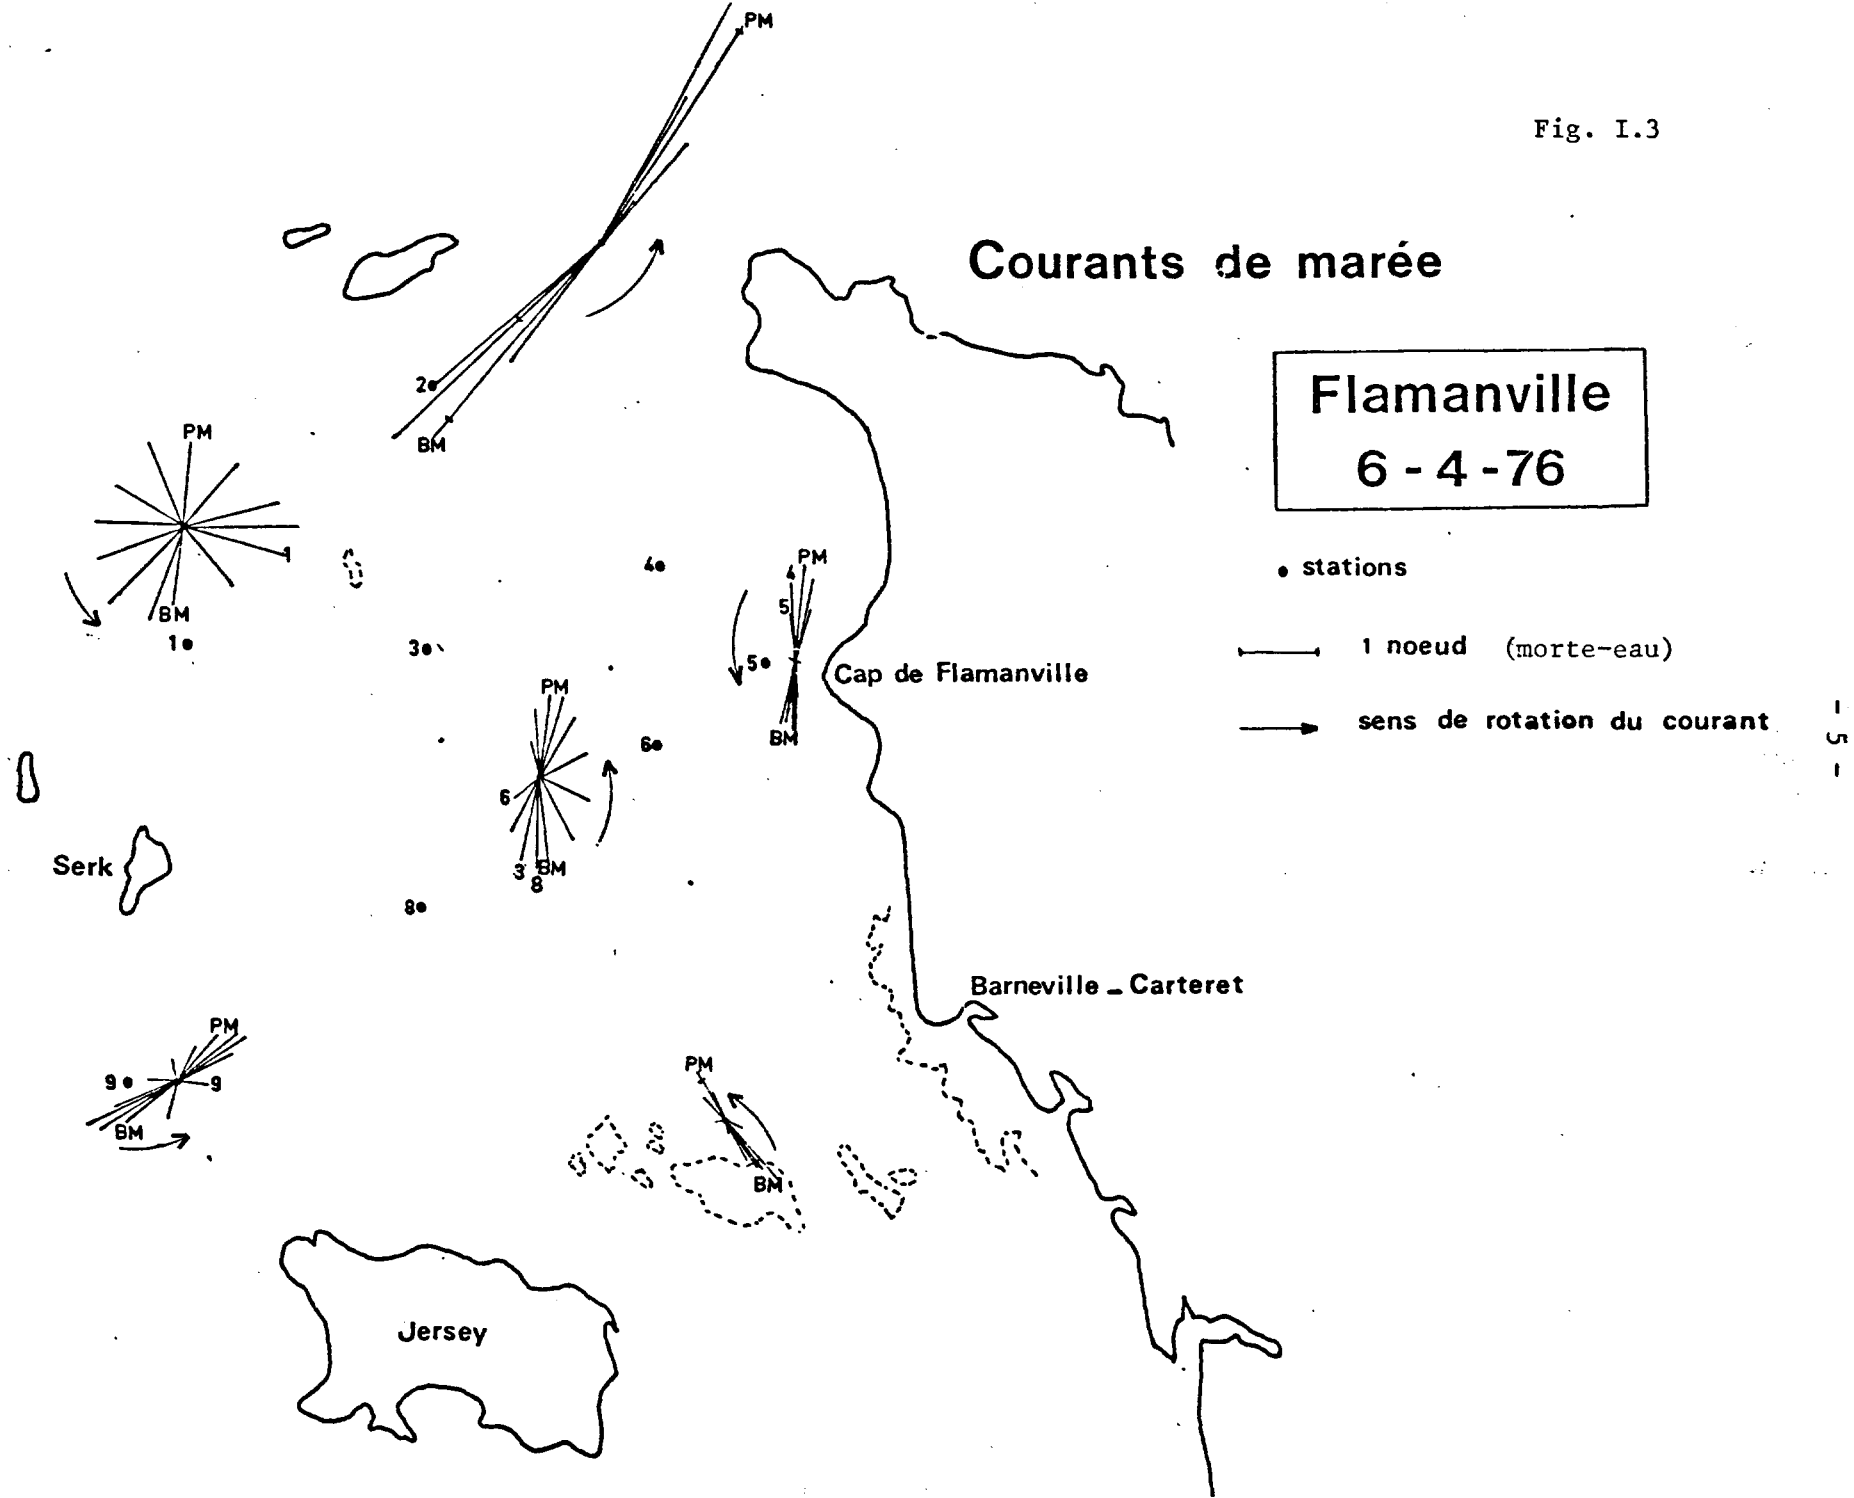 PM
Fig. I.3
Courants de marée
Flamanville
6-4-76
2
BM
PM
1
BM
1
4
PM
4
5
5
BM
Cap de Flamanville
3
PM
6
6
3
8
BM
8
stations
1 noeud (morte-eau)
sens de rotation du courant
- 5 -
Serk
Barneville - Carteret
PM
9
9
BM
PM
BM
Jersey